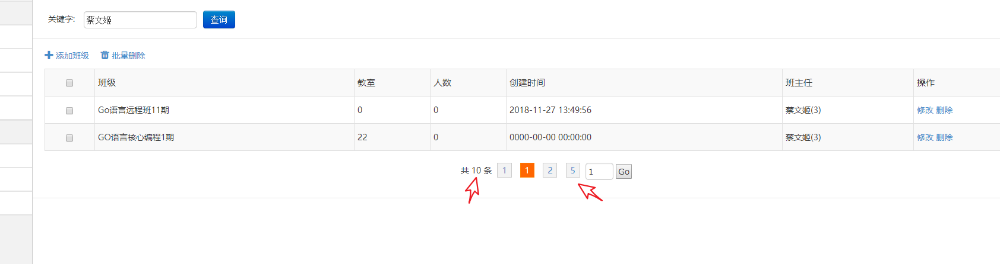 关键字: 蔡文姬 查询
添加班级 批量删除
班级 教室 人数 创建时间 班主任 操作
Go语言远程班11期 0 0 2018-11-27 13:49:56 蔡文姬(3) 修改 删除
GO语言核心编程1期 22 0 0000-00-00 00:00:00 蔡文姬(3) 修改 删除
共 10 条 1 1 2 5 1 Go